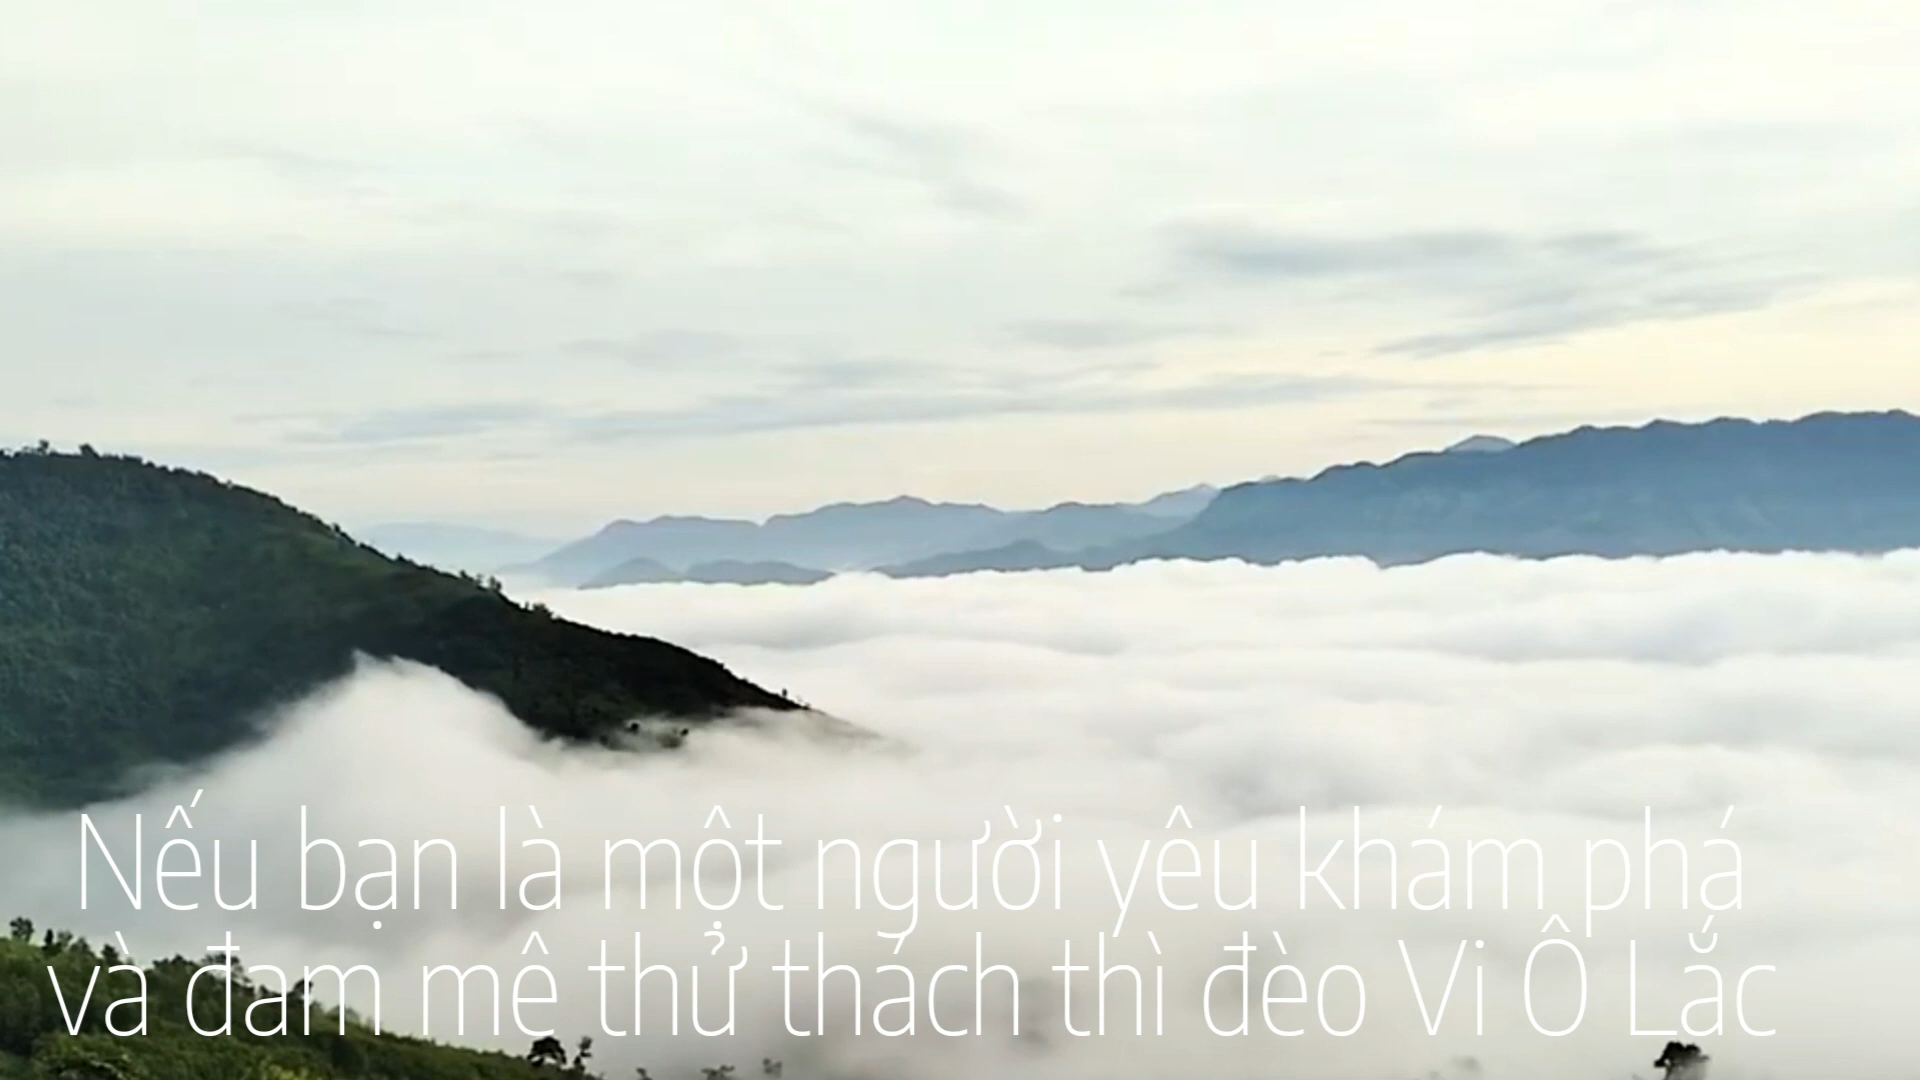 Nếu bạn là một người yêu khám phá
và đam mê thử thách thì đèo Vi Ô Lắc